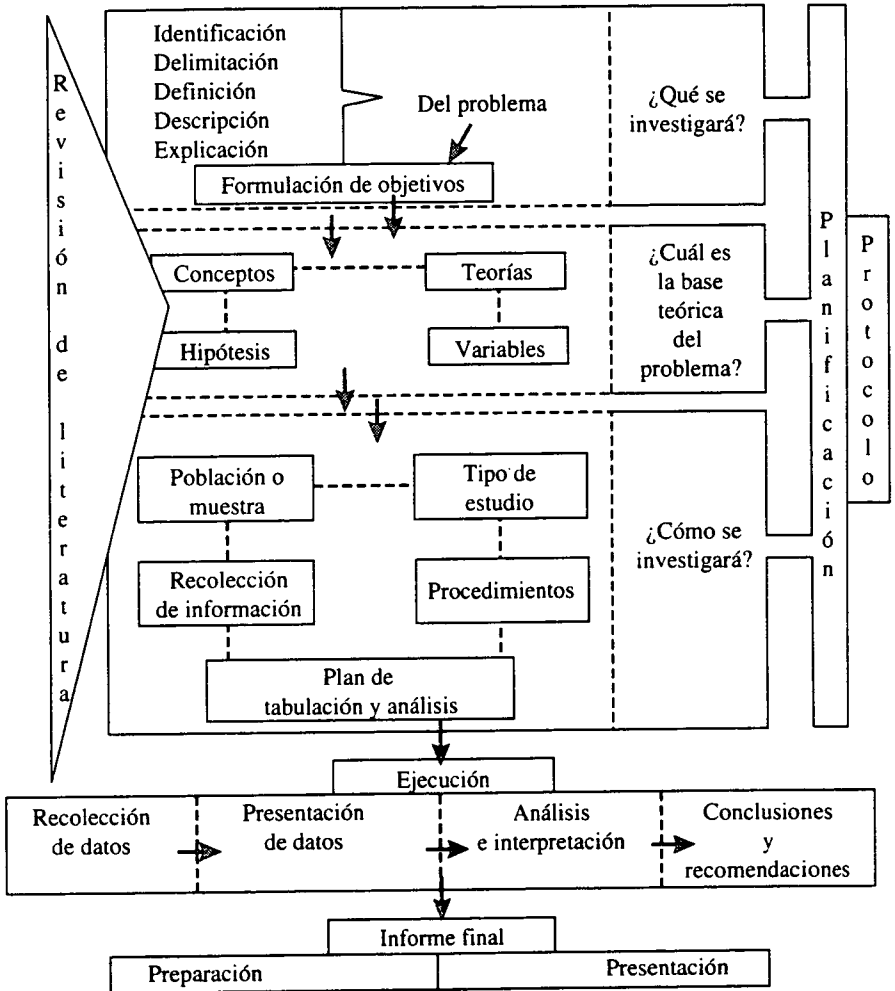 Revisión de literatura
Identificación
Delimitación
Definición
Descripción
Explicación
Del problema
Formulación de objetivos
¿Qué se
investigará?
Conceptos
Teorías
Hipótesis
Variables
¿Cuál es
la base
teórica
del
problema?
Población o
muestra
Tipo de
estudio
Recolección
de información
Procedimientos
Plan de
tabulación y análisis
¿Cómo se
investigará?
Planificación
Protocolo
Ejecución
Recolección
de datos
Presentación
de datos
Análisis
e interpretación
Conclusiones
y
recomendaciones
Informe final
Preparación
Presentación